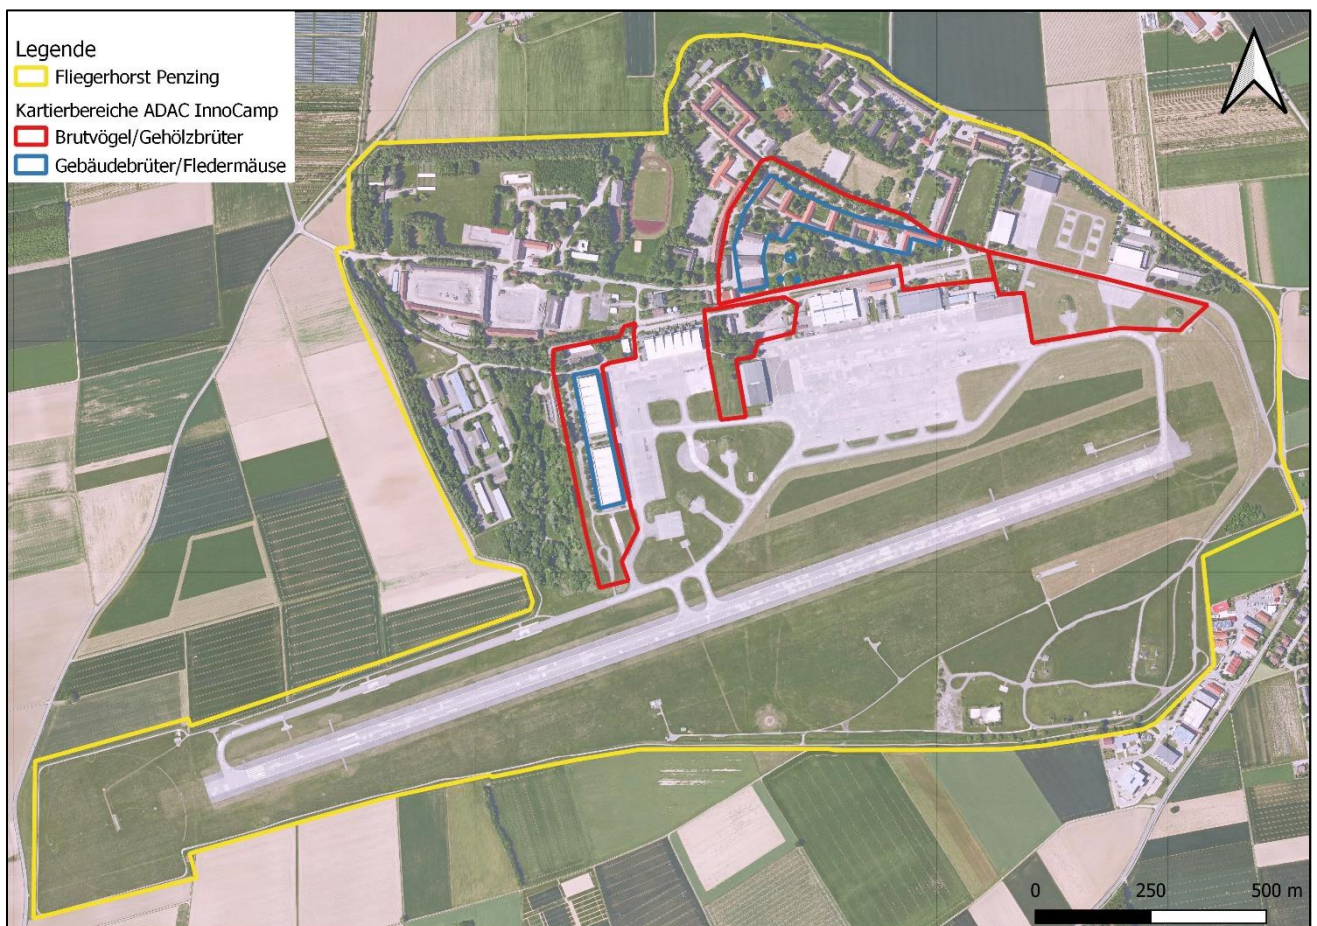 Legende
Fliegerhorst Penzing
Kartierbereiche ADAC InnoCamp
Brutvögel/Gehölzbrüter
Gebäudebrüter/Fledermäuse
0 250 500 m